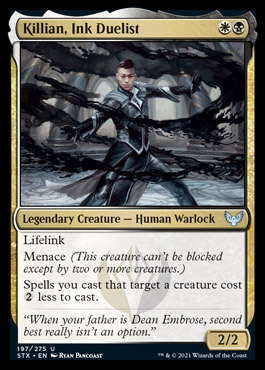 Killian, Ink Duelist
Legendary Creature — Human Warlock
Lifelink
Menace (This creature can't be blocked
except by two or more creatures.)
Spells you cast that target a creature cost
2 less to cast.
"When your father is Dean Embrose, second
best really isn't an option."
2/2
197/275 U
STX • EN Ryan Pancoast
™ & © 2021 Wizards of the Coast